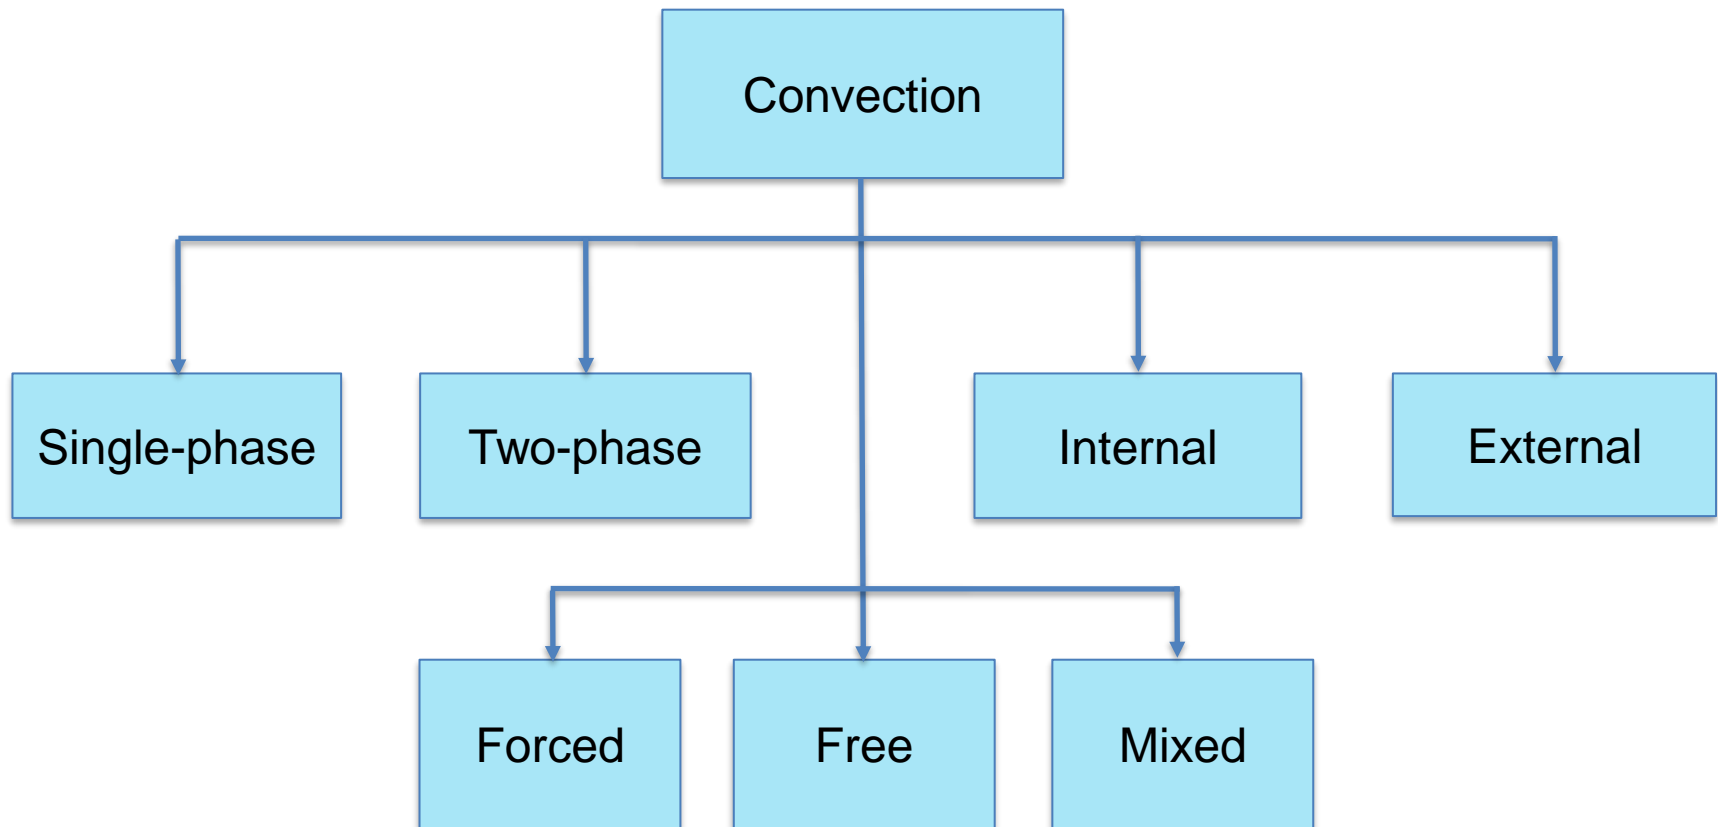 Convection
Single-phase
Two-phase
Internal
External
Forced
Free
Mixed